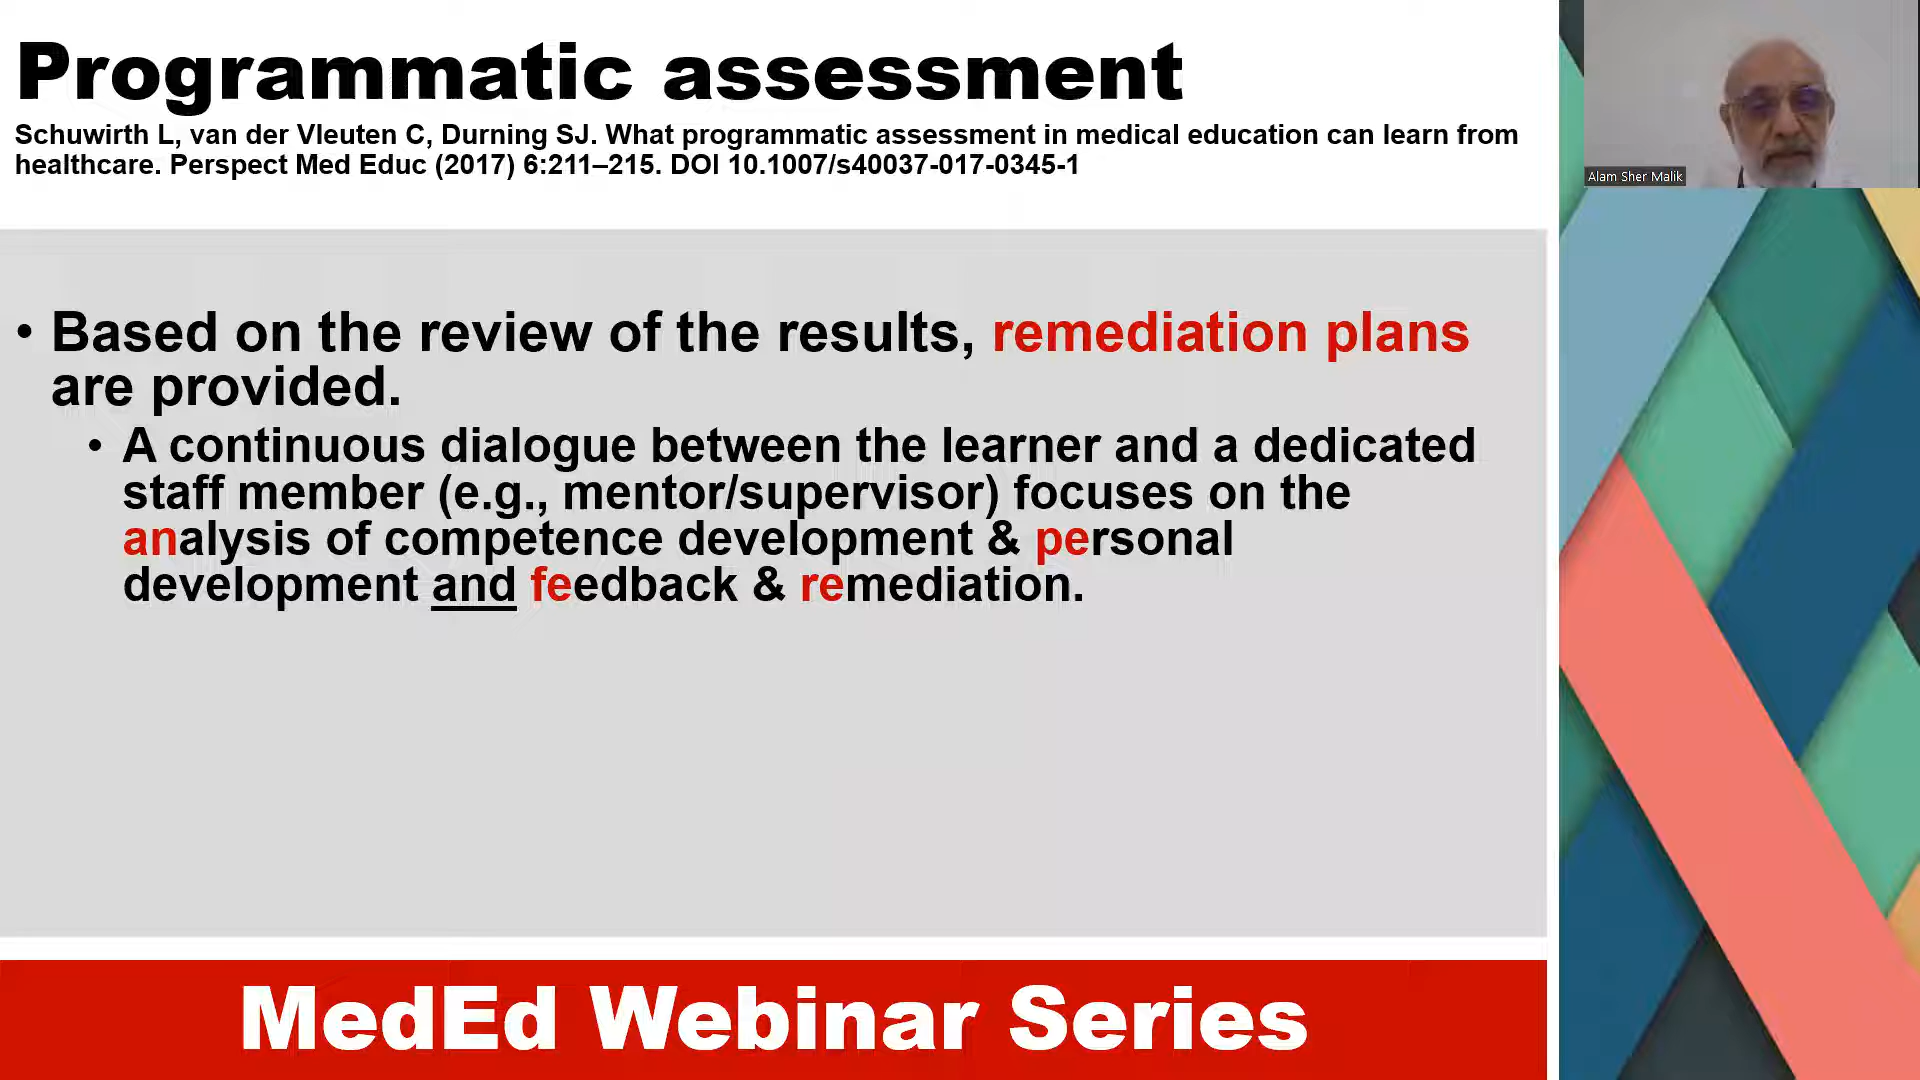 Programmatic assessment
Schuwirth L, van der Vleuten C, Durning SJ. What programmatic assessment in medical education can learn from
healthcare. Perspect Med Educ (2017) 6:211–215. DOI 10.1007/s40037-017-0345-1
Alam Sher Malik
• Based on the review of the results, remediation plans
are provided.
• A continuous dialogue between the learner and a dedicated
staff member (e.g., mentor/supervisor) focuses on the
analysis of competence development & personal
development and feedback & remediation.
MedEd Webinar Series